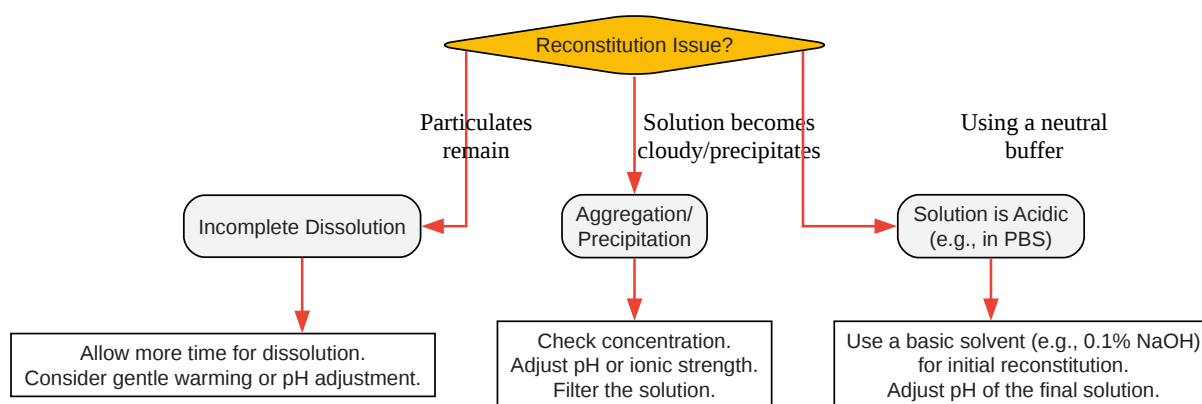 Reconstitution Issue?
Particulates
remain
Solution becomes
cloudy/precipitates
Using a neutral
buffer
Incomplete Dissolution
Aggregation/
Precipitation
Solution is Acidic
(e.g., in PBS)
Allow more time for dissolution.
Consider gentle warming or pH adjustment.
Check concentration.
Adjust pH or ionic strength.
Filter the solution.
Use a basic solvent (e.g., 0.1% NaOH)
for initial reconstitution.
Adjust pH of the final solution.